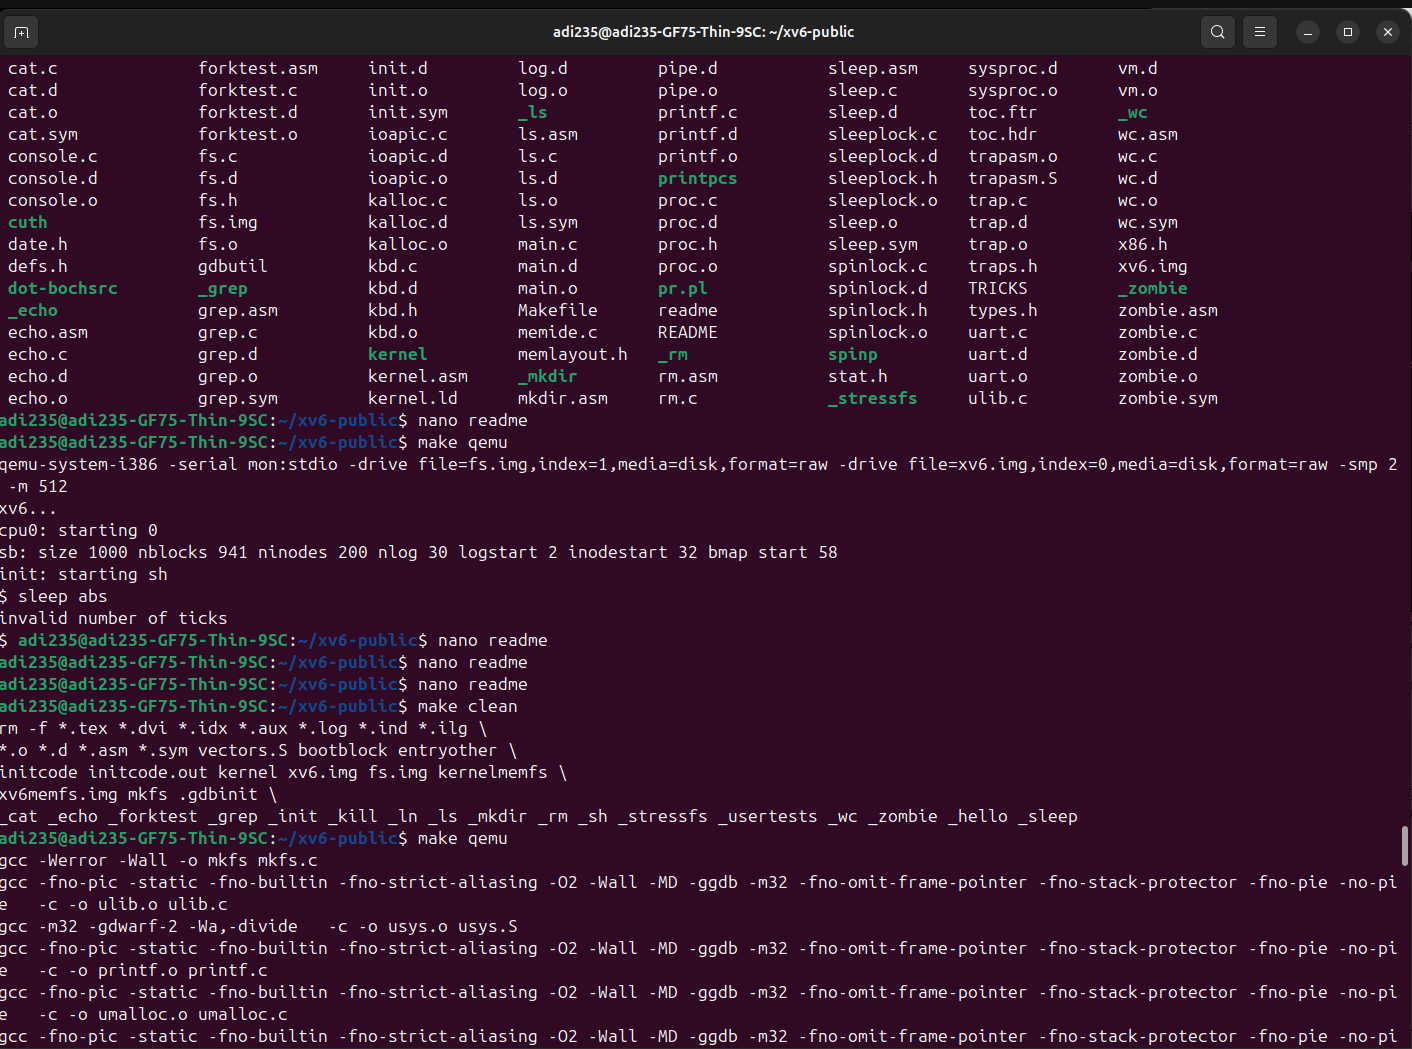 adi235@adi235-GF75-Thin-9SC: ~/xv6-public
cat.c forktest.asm init.d log.d pipe.d sleep.asm sysproc.d vm.d
cat.d forktest.c init.o log.o pipe.o sleep.c sysproc.o vm.o
cat.o forktest.d init.sym _ls printf.c sleep.d toc.ftr _wc
cat.sym forktest.o ioapic.c ls.asm printf.d sleeplock.c toc.hdr wc.asm
console.c fs.c ioapic.d ls.c printf.o sleeplock.d trapasm.o wc.c
console.d fs.d ioapic.o ls.d printpcs sleeplock.h trapasm.S wc.d
console.o fs.h kalloc.c ls.o proc.c sleeplock.o trap.c wc.o
cuth fs.img kalloc.d ls.sym proc.d sleep.o trap.d wc.sym
date.h fs.o kalloc.o main.c proc.h sleep.sym trap.o x86.h
defs.h gdbutil kbd.c main.d proc.o spinlock.c traps.h xv6.img
dot-bochsrc _grep kbd.d main.o pr.pl spinlock.d TRICKS _zombie
_echo grep.asm kbd.h Makefile readme spinlock.h types.h zombie.asm
echo.asm grep.c kbd.o memide.c README spinlock.o uart.c zombie.c
echo.c grep.d kernel memlayout.h _rm spinp uart.d zombie.d
echo.d grep.o kernel.asm _mkdir rm.asm stat.h uart.o zombie.o
echo.o grep.sym kernel.ld mkdir.asm rm.c _stressfs ulib.c zombie.sym
adi235@adi235-GF75-Thin-9SC:~/xv6-public$ nano readme
adi235@adi235-GF75-Thin-9SC:~/xv6-public$ make qemu
qemu-system-i386 -serial mon:stdio -drive file=fs.img,index=1,media=disk,format=raw -drive file=xv6.img,index=0,media=disk,format=raw -smp 2
-m 512
xv6...
cpu0: starting 0
sb: size 1000 nblocks 941 ninodes 200 nlog 30 logstart 2 inodestart 32 bmap start 58
init: starting sh
$ sleep abs
invalid number of ticks
$ adi235@adi235-GF75-Thin-9SC:~/xv6-public$ nano readme
adi235@adi235-GF75-Thin-9SC:~/xv6-public$ nano readme
adi235@adi235-GF75-Thin-9SC:~/xv6-public$ nano readme
adi235@adi235-GF75-Thin-9SC:~/xv6-public$ make clean
rm -f *.tex *.dvi *.idx *.aux *.log *.ind *.ilg \
*.o *.d *.asm *.sym vectors.S bootblock entryother \
initcode initcode.out kernel xv6.img fs.img kernelmemfs \
xv6memfs.img mkfs .gdbinit \
_cat _echo _forktest _grep _init _kill _ln _ls _mkdir _rm _sh _stressfs _usertests _wc _zombie _hello _sleep
adi235@adi235-GF75-Thin-9SC:~/xv6-public$ make qemu
gcc -Werror -Wall -o mkfs mkfs.c
gcc -fno-pic -static -fno-builtin -fno-strict-aliasing -O2 -Wall -MD -ggdb -m32 -fno-omit-frame-pointer -fno-stack-protector -fno-pie -no-pi
e   -c -o ulib.o ulib.c
gcc -m32 -gdwarf-2 -Wa,-divide   -c -o usys.o usys.S
gcc -fno-pic -static -fno-builtin -fno-strict-aliasing -O2 -Wall -MD -ggdb -m32 -fno-omit-frame-pointer -fno-stack-protector -fno-pie -no-pi
e   -c -o printf.o printf.c
gcc -fno-pic -static -fno-builtin -fno-strict-aliasing -O2 -Wall -MD -ggdb -m32 -fno-omit-frame-pointer -fno-stack-protector -fno-pie -no-pi
e   -c -o umalloc.o umalloc.c
gcc -fno-pic -static -fno-builtin -fno-strict-aliasing -O2 -Wall -MD -ggdb -m32 -fno-omit-frame-pointer -fno-stack-protector -fno-pie -no-pi